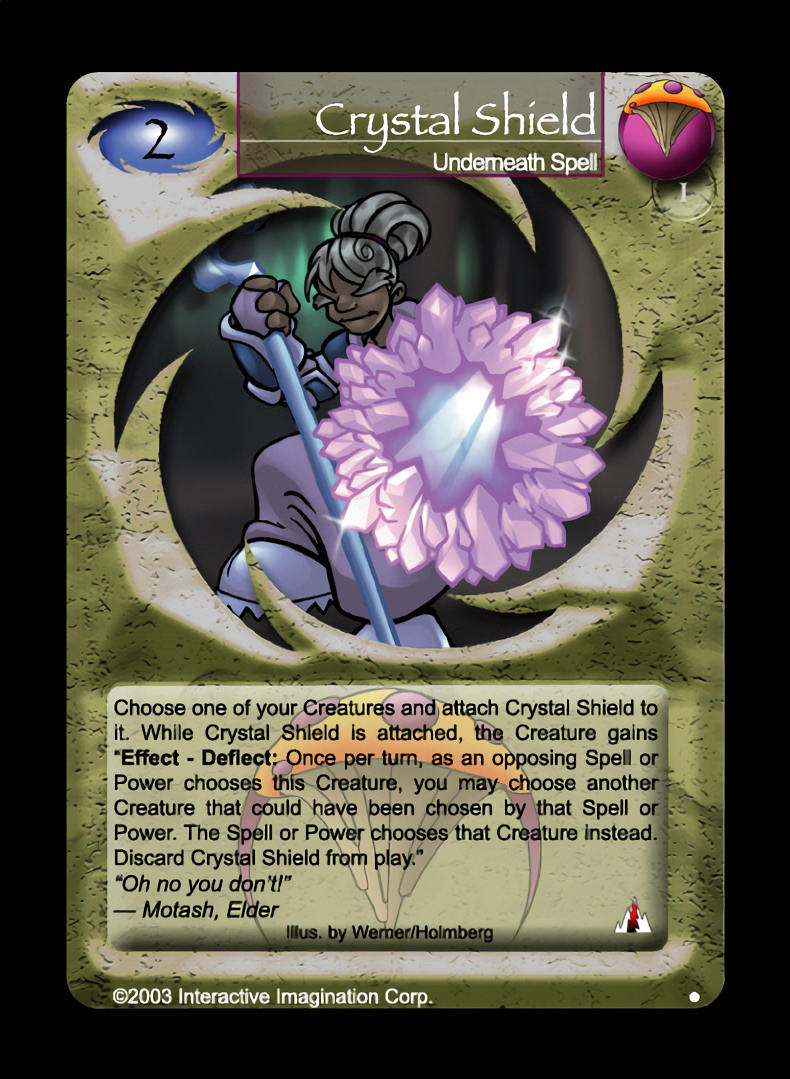 2
Crystal Shield
Underneath Spell
I
Choose one of your Creatures and attach Crystal Shield to
it. While Crystal Shield is attached, the Creature gains
"Effect - Deflect: Once per turn, as an opposing Spell or
Power chooses this Creature, you may choose another
Creature that could have been chosen by that Spell or
Power. The Spell or Power chooses that Creature instead.
Discard Crystal Shield from play."
"Oh no you don't!"
— Motash, Elder
Illus. by Werner/Holmberg
©2003 Interactive Imagination Corp.